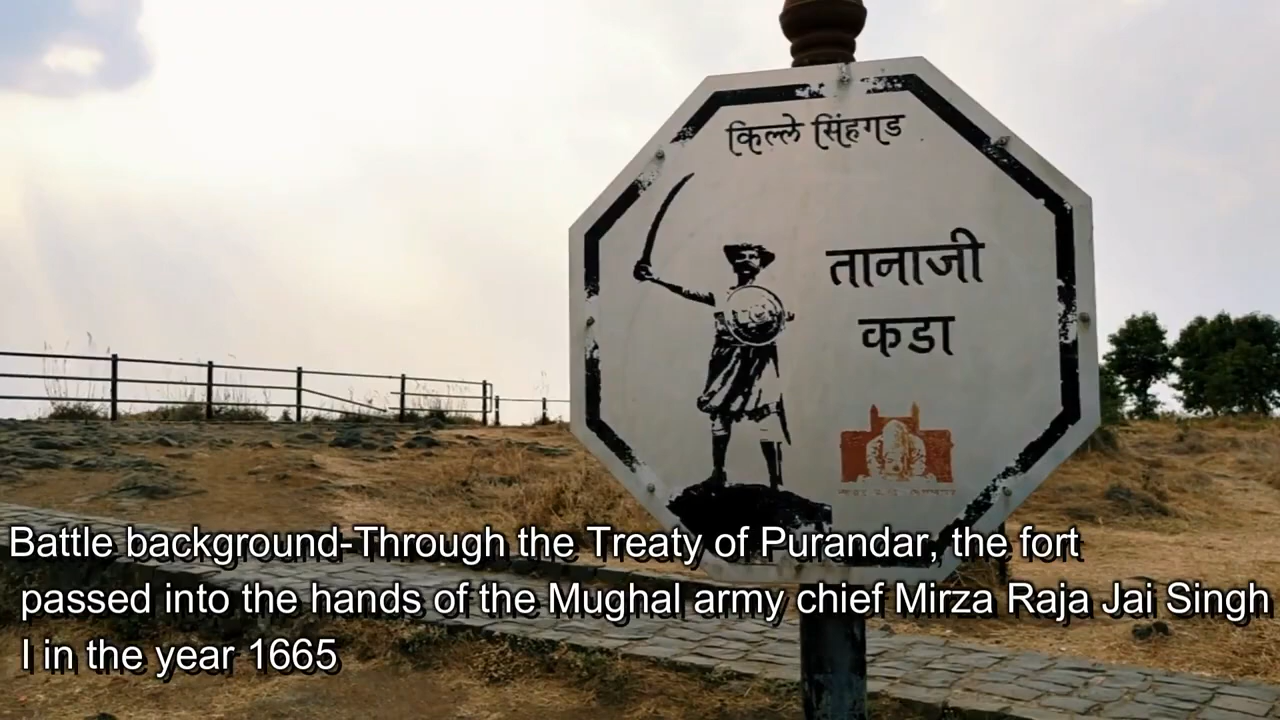 किल्ले सिंहगड
तानाजी
कडा
Battle background-Through the Treaty of Purandar, the fort
passed into the hands of the Mughal army chief Mirza Raja Jai Singh
I in the year 1665